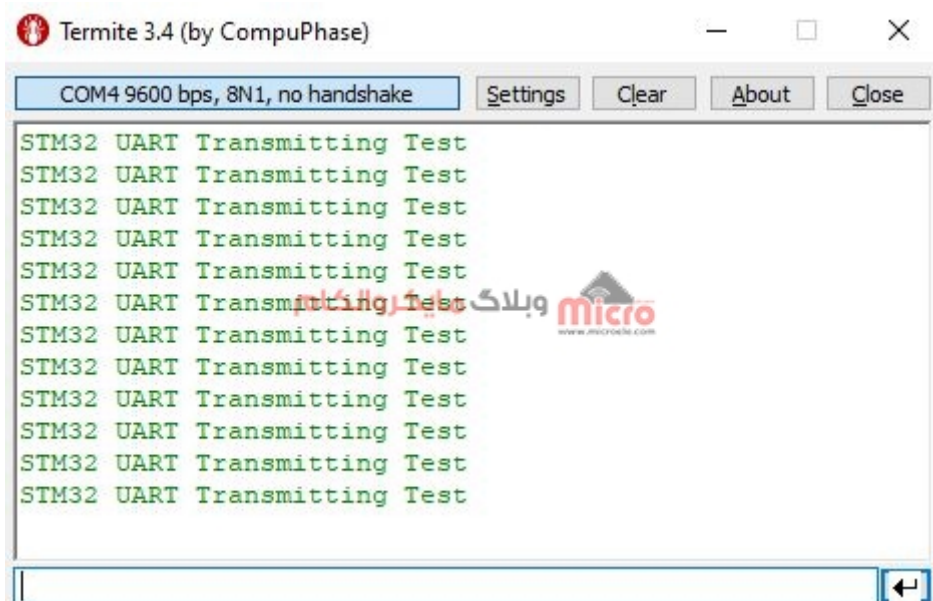 Termite 3.4 (by CompuPhase)
COM4 9600 bps, 8N1, no handshake Settings Clear About Close
STM32 UART Transmitting Test
STM32 UART Transmitting Test
STM32 UART Transmitting Test
STM32 UART Transmitting Test
STM32 UART Transmitting Test
STM32 UART Transmitting Test
وبلاگ مایکروالکام Micro
www.microele.com
STM32 UART Transmitting Test
STM32 UART Transmitting Test
STM32 UART Transmitting Test
STM32 UART Transmitting Test
STM32 UART Transmitting Test
STM32 UART Transmitting Test